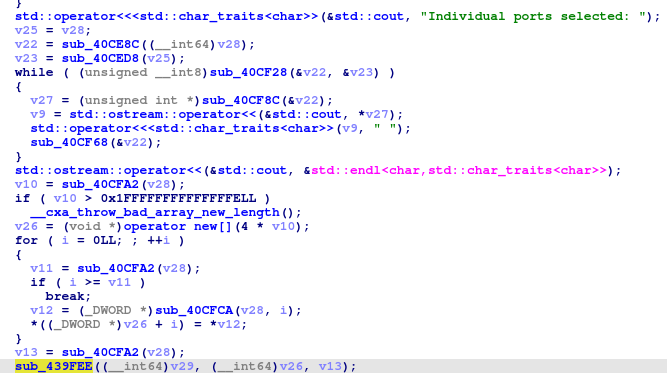 }
std::operator<<<std::char_traits<char>>(&std::cout, "Individual ports selected: ");
v25 = v28;
v22 = sub_40CE8C((__int64)v28);
v23 = sub_40CED8(v25);
while ( (unsigned __int8)sub_40CF28(&v22, &v23) )
{
v27 = (unsigned int *)sub_40CF8C(&v22);
v9 = std::ostream::operator<<(&std::cout, *v27);
std::operator<<<std::char_traits<char>>(v9, " ");
sub_40CF68(&v22);
}
std::ostream::operator<<(&std::cout, &std::endl<char,std::char_traits<char>>);
v10 = sub_40CFA2(v28);
if ( v10 > 0x1FFFFFFFFFFFFFFELL )
__cxa_throw_bad_array_new_length();
v26 = (void *)operator new[](4 * v10);
for ( i = 0LL; ; ++i )
{
v11 = sub_40CFA2(v28);
if ( i >= v11 )
break;
v12 = (_DWORD *)sub_40CFCA(v28, i);
*((_DWORD *)v26 + i) = *v12;
}
v13 = sub_40CFA2(v28);
sub_439FEE((__int64)v29, (__int64)v26, v13);